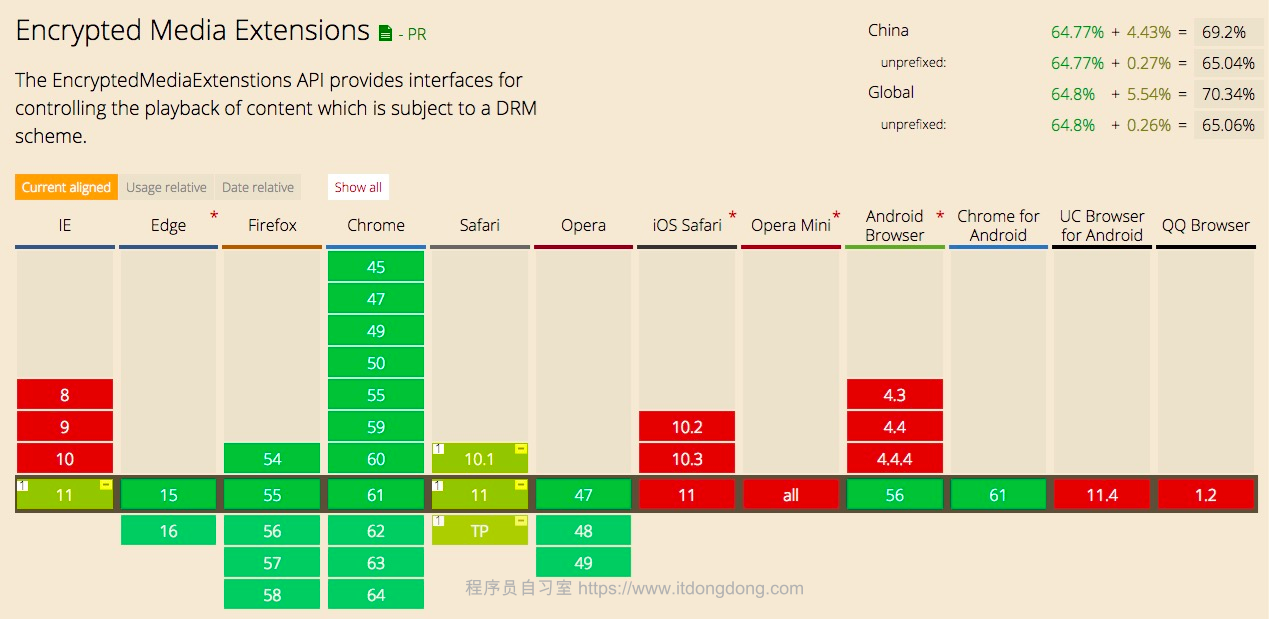 Encrypted Media Extensions - PR
The EncryptedMediaExtenstions API provides interfaces for
controlling the playback of content which is subject to a DRM
scheme.
China 64.77% + 4.43% = 69.2%
unprefixed: 64.77% + 0.27% = 65.04%
Global 64.8% + 5.54% = 70.34%
unprefixed: 64.8% + 0.26% = 65.06%
Current aligned Usage relative Date relative Show all
IE Edge * Firefox Chrome Safari Opera iOS Safari * Opera Mini * Android Browser * Chrome for Android UC Browser for Android QQ Browser
45
47
49
50
8 55 4.3
9 59 10.2 4.4
10 54 60 1 10.1 10.3 4.4.4
1 11 15 55 61 1 11 47 11 all 56 61 11.4 1.2
16 56 62 1 TP 48
57 63 49
58 64
程序员自习室 https://www.itdongdong.com